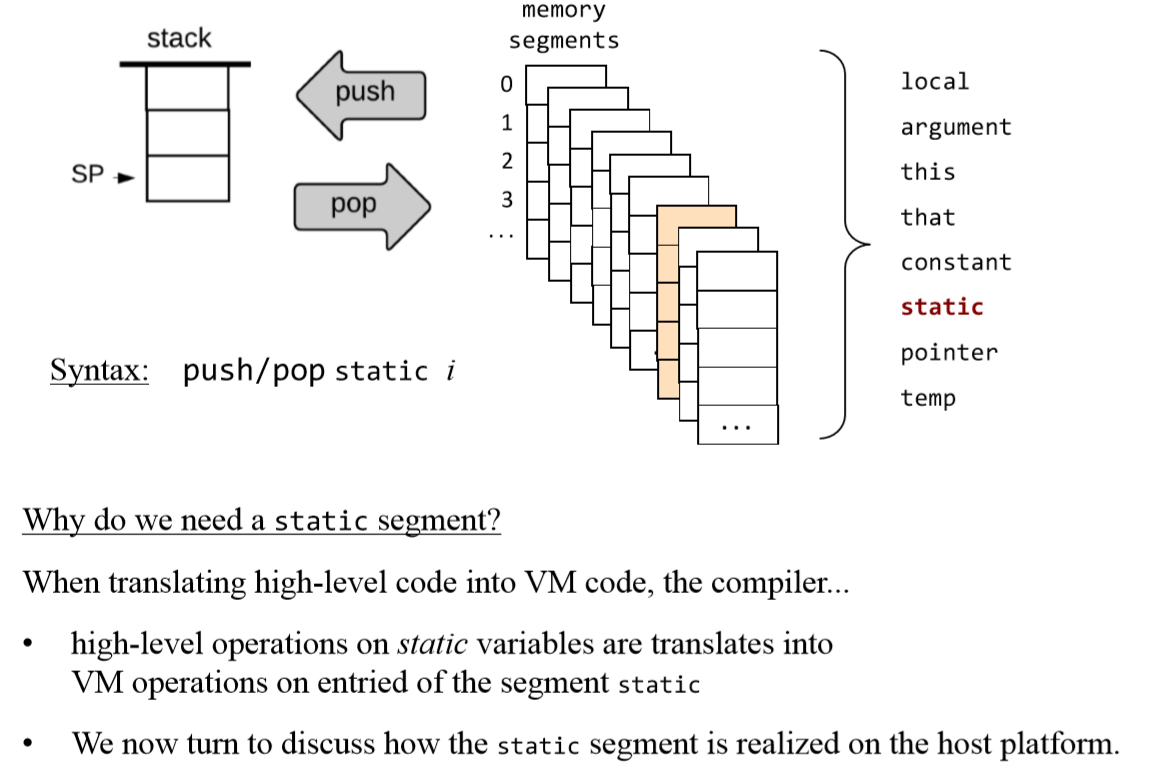 memory
segments
stack
push
pop
SP
0
1
2
3
...
...
local
argument
this
that
constant
static
pointer
temp
Syntax: push/pop static i
Why do we need a static segment?
When translating high-level code into VM code, the compiler...
• high-level operations on static variables are translates into
VM operations on entried of the segment static
• We now turn to discuss how the static segment is realized on the host platform.